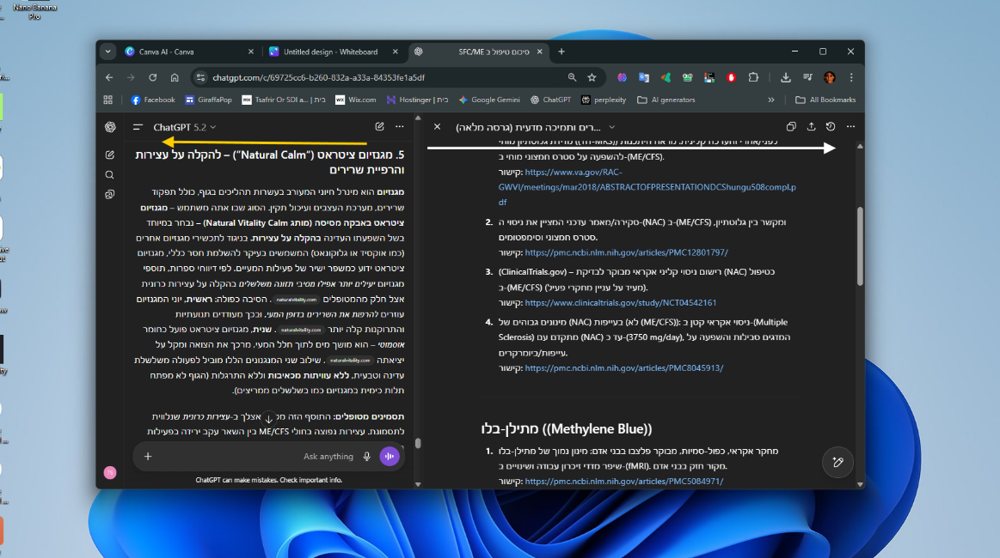 Nano Banana
Pro
Canva AI - Canva
Untitled design - Whiteboard
סיכום טיפול ב SFC/ME
chatgpt.com/c/69725cc6-b260-832a-a33a-84353fe1a5df
Facebook
GiraffaPop
Tsafrir Or SDI a... | בית
Wix.com
Hostinger | בית
Google Gemini
ChatGPT
perplexity
AI generators
All Bookmarks
ChatGPT 5.2
5. מגנזיום ציטראט ("Natural Calm") – להקלה על עצירות
והרפיית שרירים
מגנזיום הוא מינרל חיוני המעורב בעשרות תהליכים בגוף, כולל תפקוד
שרירים, מערכת העצבים ועיכול תקין. הסוג שבו אתה משתמש – מגנזיום
ציטראט באבקה מסיסה (מותג Natural Vitality Calm) – נבחר במיוחד
בשל השפעתו העדינה בהקלה על עצירות. בניגוד לתכשירי מגנזיום אחרים
(כמו אוקסיד או גלוקונאט) המשמשים בעיקר להשלמת חסר כללי, מגנזיום
ציטראט ידוע כמשפר ישיר של פעילות המעיים. לפי דיווחי ספרות, תוספי
מגנזיום יעילים יותר אפילו מסיבי תזונה משלשלים בהקלה על עצירות כרונית
אצל חלק מהמטופלים naturalvitality.com . הסיבה כפולה: ראשית, יוני המגנזיום
עוזרים להרפות את השרירים בדופן המעי, ובכך מעודדים תנועתיות
והתרוקנות קלה יותר naturalvitality.com . שנית, מגנזיום ציטראט פועל כחומר
אוסמוטי – הוא מושך מים לתוך חלל המעי, מרכך את הצואה ומקל על
יציאתה naturalvitality.com . שילוב שני המנגנונים הללו מוביל לפעולה משלשלת
עדינה וטבעית, ללא עוויתות מכאיבות וללא התרגלות (הגוף לא מפתח
תלות כימית במגנזיום כמו בשלשלים ממריצים).
תסמינים מטופלים: התוסף הזה אצלך ב-עצירות כרונית שנלווית
לתסמונת. עצירות נפוצה בחולי ME/CFS בין השאר עקב ירידה בפעילות
Ask anything
ChatGPT can make mistakes. Check important info.
TS
...רים ותמיכה מדעית (גרסה מלאה)
להשפעה על סטרס חמצוני מוחי ב-(ME/CFS).
קישור: https://www.va.gov/RAC-
GWVI/meetings/mar2018/ABSTRACTOFPRESENTATIONDCShungu508compl.p
df
2. סקירה/מאמר עדכני המציין את ניסוי ה-(NAC) ב-(ME/CFS) ומקשר בין גלוטתיון,
סטרס חמצוני וסימפטומים.
קישור: https://pmc.ncbi.nlm.nih.gov/articles/PMC12801797/
3. (ClinicalTrials.gov) – רישום ניסוי קליני אקראי מבוקר לבדיקת (NAC) כטיפול
ב-(ME/CFS) (מעיד על עניין מחקרי פעיל).
קישור: https://www.clinicaltrials.gov/study/NCT04542161
4. מינונים גבוהים של (NAC) בעייפות (לא (ME/CFS)): ניסוי אקראי קטן ב-(Multiple
Sclerosis) מתקדם עם (NAC) עד כ-(3750 mg/day), המדגים סבילות והשפעה על
עייפות/ביומרקרים.
קישור: https://pmc.ncbi.nlm.nih.gov/articles/PMC8045913/
מתילן-בלו ((Methylene Blue))
1. מחקר אקראי, כפול-סמיות, מבוקר פלצבו בבני אדם: מינון נמוך של מתילן-בלו
שיפר מדדי זיכרון עבודה ושינויים ב-(fMRI). מקור חזק בבני אדם.
קישור: https://pmc.ncbi.nlm.nih.gov/articles/PMC5084971/